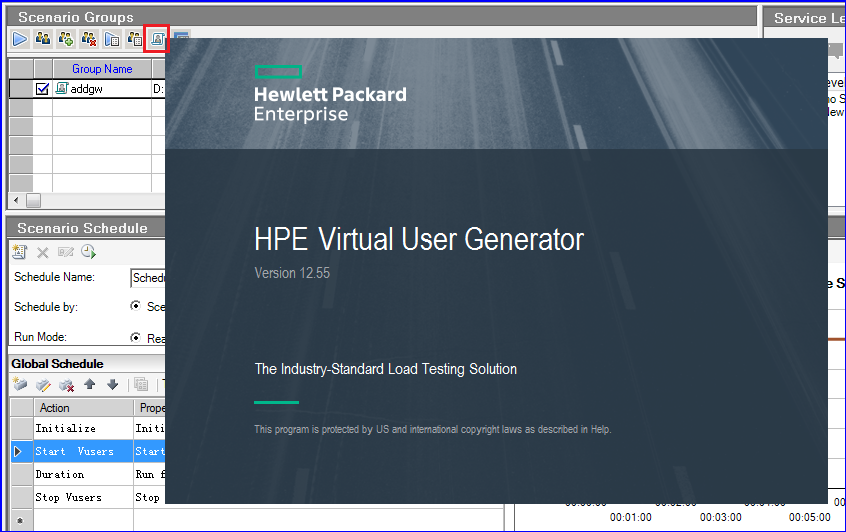 Scenario Groups
Service Le
Group Name
addgw
D:
Hewlett Packard
Enterprise
HPE Virtual User Generator
Version 12.55
Scenario Schedule
Schedule Name:
Schedu
Schedule by:
Sce
Run Mode:
Rea
The Industry-Standard Load Testing Solution
Global Schedule
Action
Prope
Initialize
Initi
This program is protected by US and international copyright laws as described in Help.
Start Vusers
Start
Duration
Run f
Stop Vusers
Stop
00:01:00
00:03:00
00:05:00